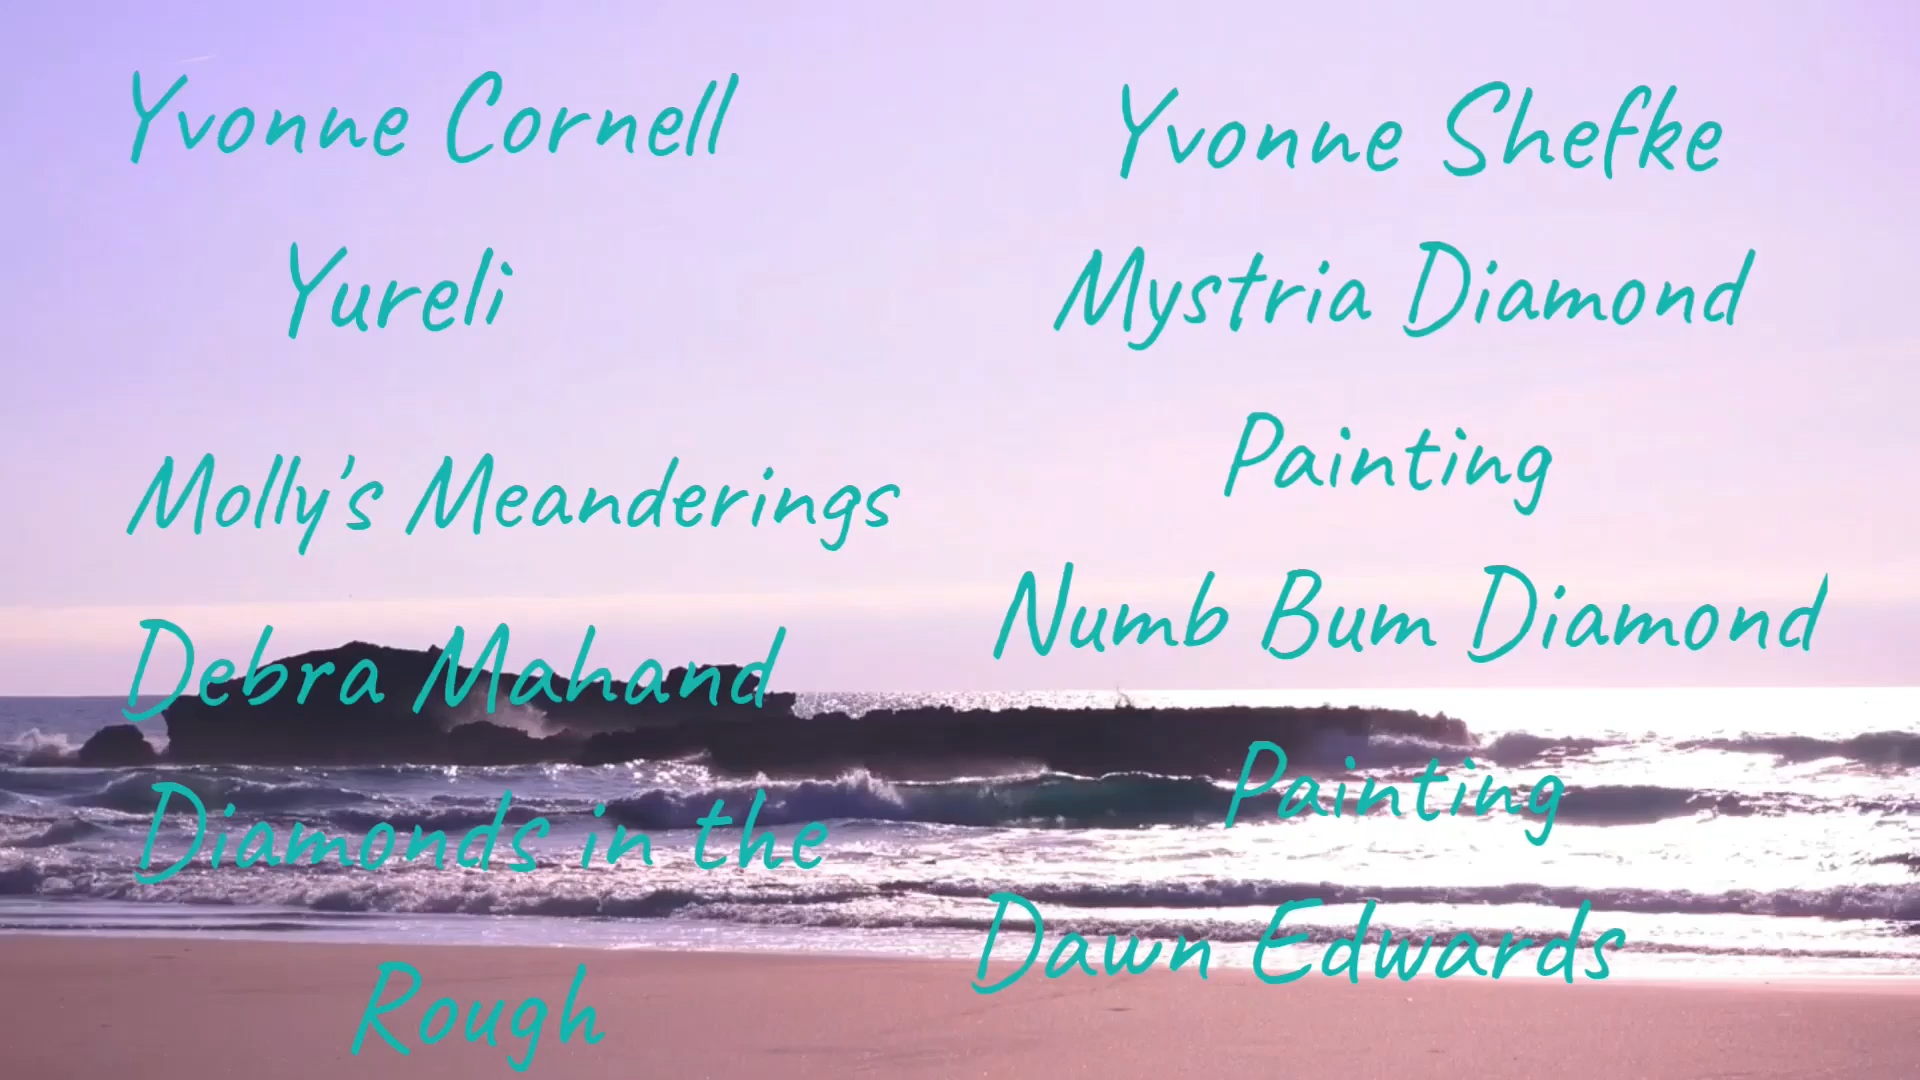 Yvonne Cornell
Yureli
Molly's Meanderings
Debra Mahand
Diamonds in the
Rough
Yvonne Shefke
Mystria Diamond
Painting
Numb Bum Diamond
Painting
Dawn Edwards